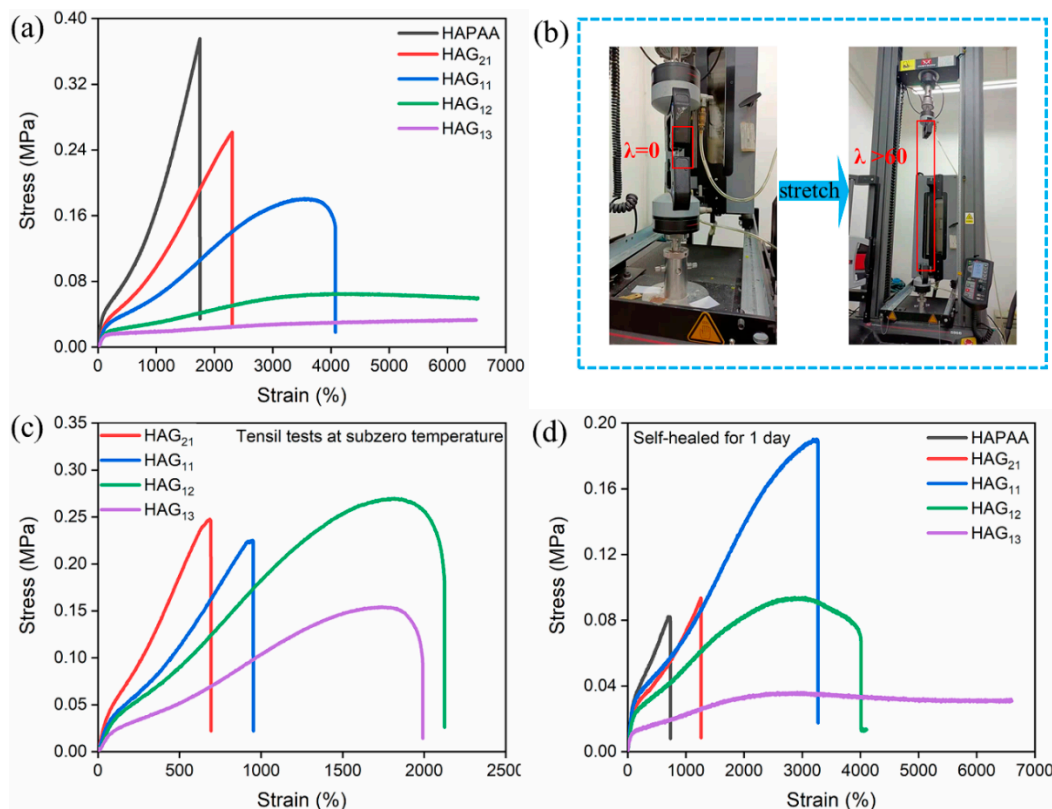 (a)
0.40
0.32
0.24
0.16
0.08
0.00
Stress (MPa)
HAPAA
HAG21
HAG11
HAG12
HAG13
0 1000 2000 3000 4000 5000 6000 7000
Strain (%)
(b)
λ=0
stretch
λ >60
(c)
0.35
0.30
0.25
0.20
0.15
0.10
0.05
0.00
Stress (MPa)
HAG21
HAG11
HAG12
HAG13
Tensil tests at subzero temperature
0 500 1000 1500 2000 2500
Strain (%)
(d)
0.20
0.16
0.12
0.08
0.04
0.00
Stress (MPa)
Self-healed for 1 day
HAPAA
HAG21
HAG11
HAG12
HAG13
0 1000 2000 3000 4000 5000 6000 7000
Strain (%)